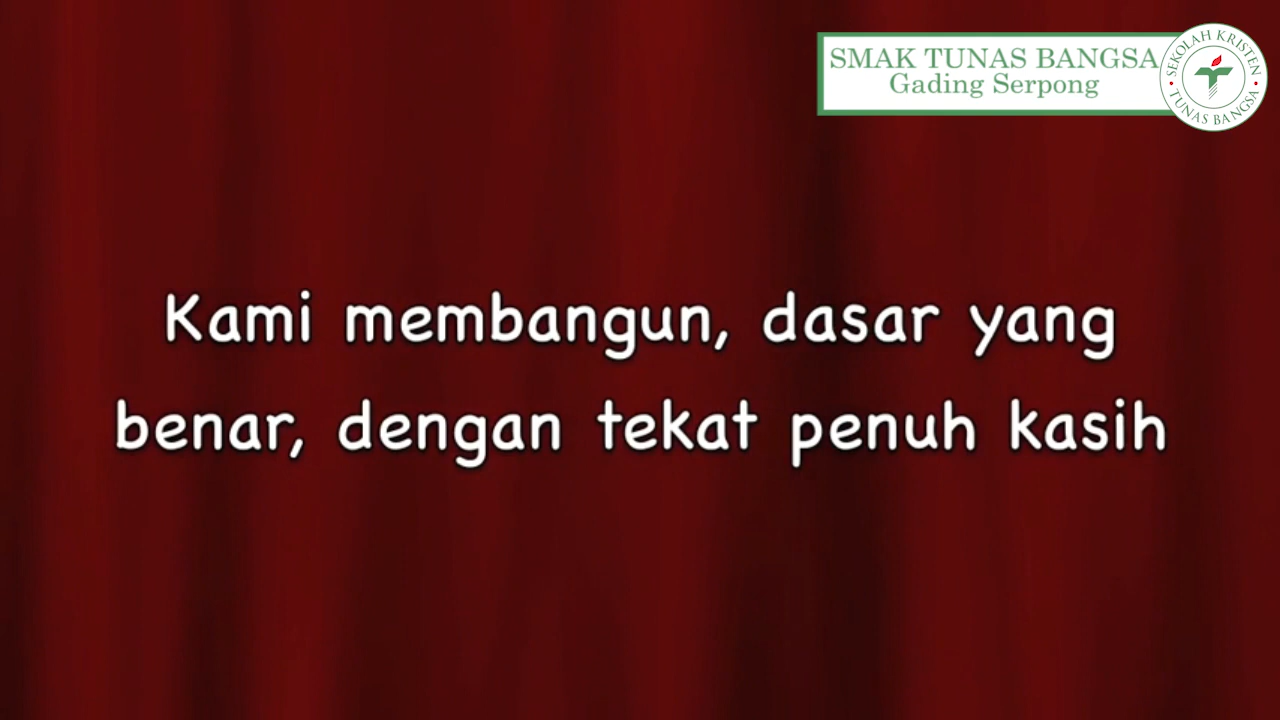 SMAK TUNAS BANGSA
Gading Serpong
SEKOLAH KRISTEN
TUNAS BANGSA
Kami membangun, dasar yang
benar, dengan tekat penuh kasih